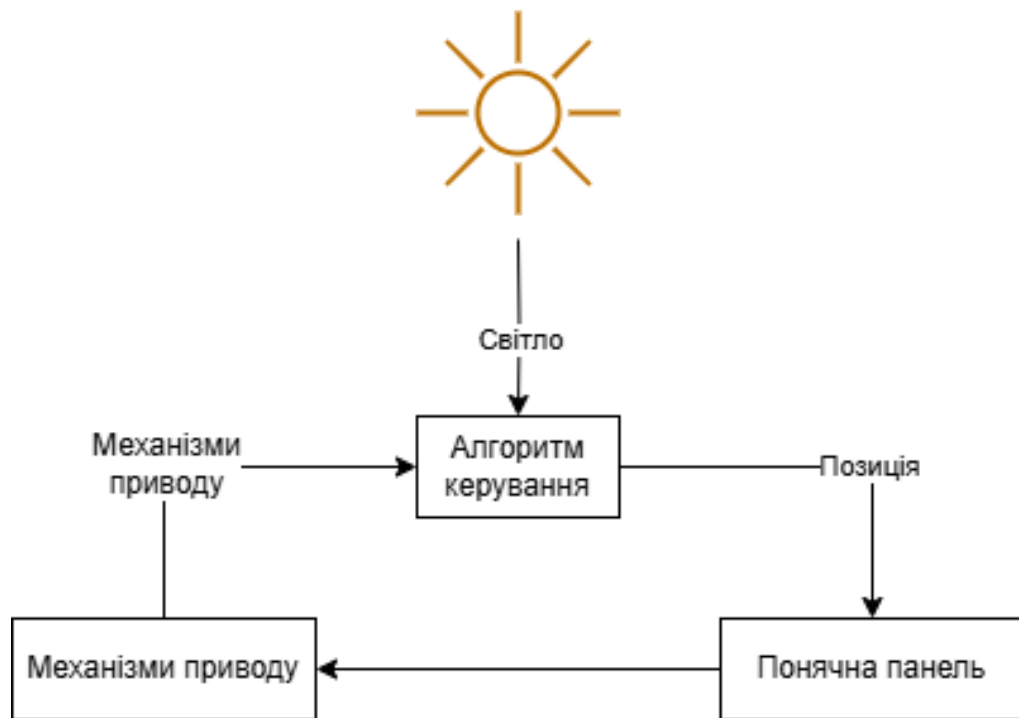 Світло
Механізми
приводу
Алгоритм
керування
Позиція
Механізми приводу
Понячна панель